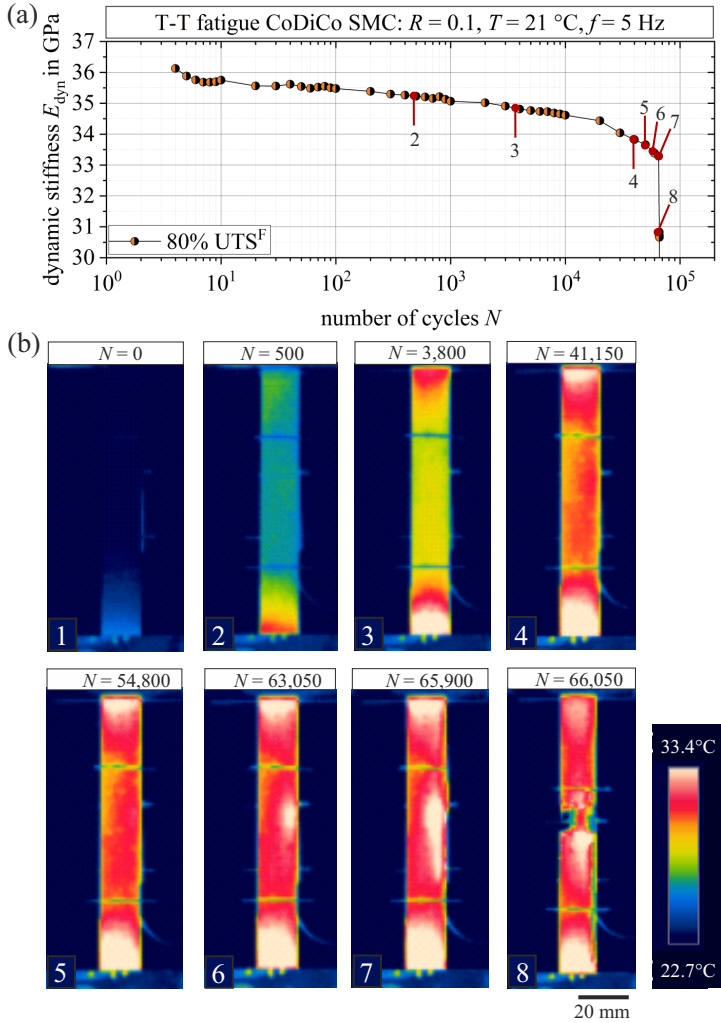 (a)
T-T fatigue CoDiCo SMC: R = 0.1, T = 21 °C, f = 5 Hz
dynamic stiffness E_dyn in GPa
37
36
35
34
33
32
31
30
2
3
4
5
6
7
8
80% UTS^F
10^0
10^1
10^2
10^3
10^4
10^5
number of cycles N
(b)
N = 0
N = 500
N = 3,800
N = 41,150
1
2
3
4
N = 54,800
N = 63,050
N = 65,900
N = 66,050
5
6
7
8
33.4°C
22.7°C
20 mm